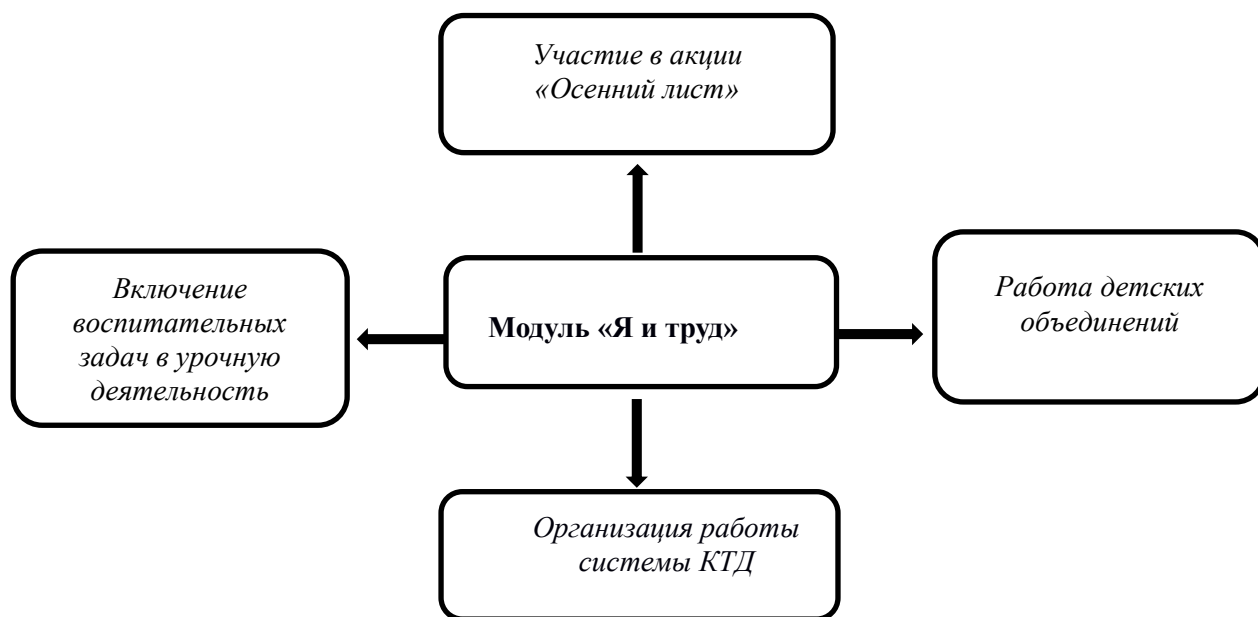 Участие в акции
«Осенний лист»
Включение
воспитательных
задач в урочную
деятельность
Модуль «Я и труд»
Работа детских
объединений
Организация работы
системы КТД